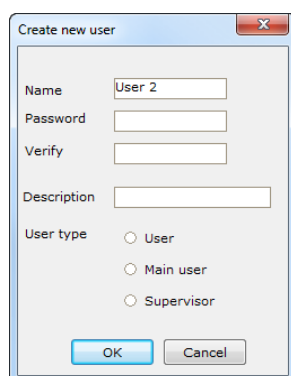 Create new user
Name User 2
Password
Verify
Description
User type User
Main user
Supervisor
OK Cancel